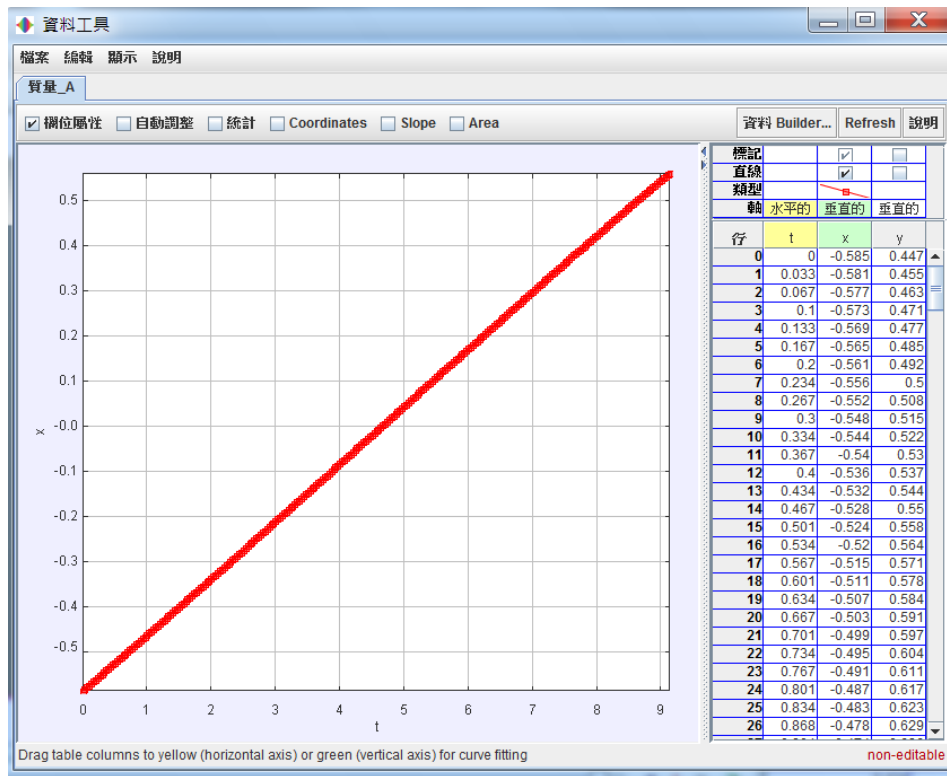 資料工具
檔案 編輯 顯示 說明
質量_A
欄位屬性 自動調整 統計 Coordinates Slope Area 資料 Builder... Refresh 說明
標記
直線
類型
軸 水平的 垂直的 垂直的
行 t x y
0 0 -0.585 0.447
1 0.033 -0.581 0.455
2 0.067 -0.577 0.463
3 0.1 -0.573 0.471
4 0.133 -0.569 0.477
5 0.167 -0.565 0.485
6 0.2 -0.561 0.492
7 0.234 -0.556 0.5
8 0.267 -0.552 0.508
9 0.3 -0.548 0.515
10 0.334 -0.544 0.522
11 0.367 -0.54 0.53
12 0.4 -0.536 0.537
13 0.434 -0.532 0.544
14 0.467 -0.528 0.55
15 0.501 -0.524 0.558
16 0.534 -0.52 0.564
17 0.567 -0.515 0.571
18 0.601 -0.511 0.578
19 0.634 -0.507 0.584
20 0.667 -0.503 0.591
21 0.701 -0.499 0.597
22 0.734 -0.495 0.604
23 0.767 -0.491 0.611
24 0.801 -0.487 0.617
25 0.834 -0.483 0.623
26 0.868 -0.478 0.629
0.5
0.4
0.3
0.2
0.1
-0.0
-0.1
-0.2
-0.3
-0.4
-0.5
x
0 1 2 3 4 5 6 7 8 9
t
Drag table columns to yellow (horizontal axis) or green (vertical axis) for curve fitting non-editable